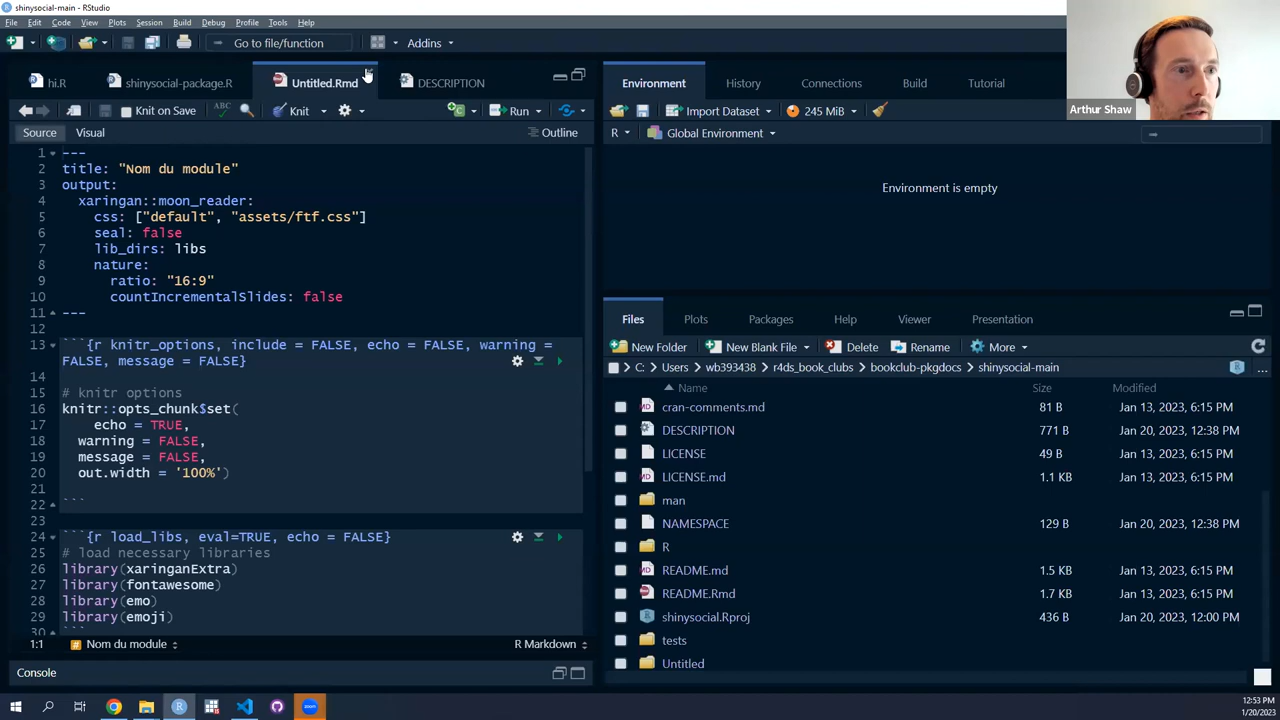 shinysocial-main - RStudio
File Edit Code View Plots Session Build Debug Profile Tools Help
Go to file/function Addins
hi.R shinysocial-package.R Untitled.Rmd DESCRIPTION
Knit on Save ABC Knit Run
Source Visual Outline
1 ---
2 title: "Nom du module"
3 output:
4 xaringan::moon_reader:
5 css: ["default", "assets/ftf.css"]
6 seal: false
7 lib_dirs: libs
8 nature:
9 ratio: "16:9"
10 countIncrementalSlides: false
11 ---
12
13 ```{r knitr_options, include = FALSE, echo = FALSE, warning =
FALSE, message = FALSE}
14
15 # knitr options
16 knitr::opts_chunk$set(
17 echo = TRUE,
18 warning = FALSE,
19 message = FALSE,
20 out.width = '100%')
21
22 ```
23
24 ```{r load_libs, eval=TRUE, echo = FALSE}
25 # load necessary libraries
26 library(xaringanExtra)
27 library(fontawesome)
28 library(emo)
29 library(emoji)
30 ```
1:1 Nom du module R Markdown
Console
Environment History Connections Build Tutorial
Import Dataset 245 MiB
R Global Environment
Environment is empty
Files Plots Packages Help Viewer Presentation
New Folder New Blank File Delete Rename More
C: Users wb393438 r4ds_book_clubs bookclub-pkgdocs shinysocial-main
Name Size Modified
cran-comments.md 81 B Jan 13, 2023, 6:15 PM
DESCRIPTION 771 B Jan 20, 2023, 12:38 PM
LICENSE 49 B Jan 13, 2023, 6:15 PM
LICENSE.md 1.1 KB Jan 13, 2023, 6:15 PM
man
NAMESPACE 129 B Jan 20, 2023, 12:38 PM
R
README.md 1.5 KB Jan 13, 2023, 6:15 PM
README.Rmd 1.7 KB Jan 13, 2023, 6:15 PM
shinysocial.Rproj 436 B Jan 20, 2023, 12:00 PM
tests
Untitled
Arthur Shaw
zoom
12:53 PM
1/20/2023